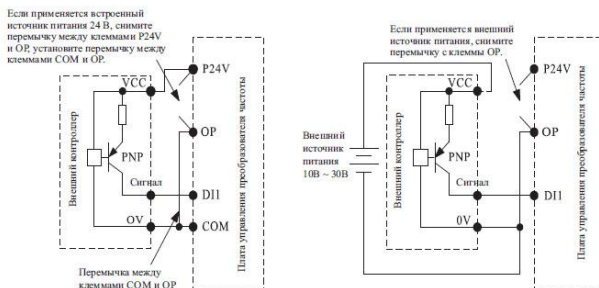 Если применяется встроенный
источник питания 24 В, снимите
перемычку между клеммами P24V
и OP, установите перемычку между
клеммами COM и OP.
VCC
P24V
OP
PNP
Сигнал
DI1
OV
COM
Внешний контроллер
Плата управления преобразователя частоты
Перемычка между
клеммами COM и OP
Если применяется внешний
источник питания, снимите
перемычку с клеммы OP.
VCC
P24V
OP
Внешний
источник
питания
10В ~ 30В
PNP
Сигнал
DI1
0V
Внешний контроллер
Плата управления преобразователя частоты